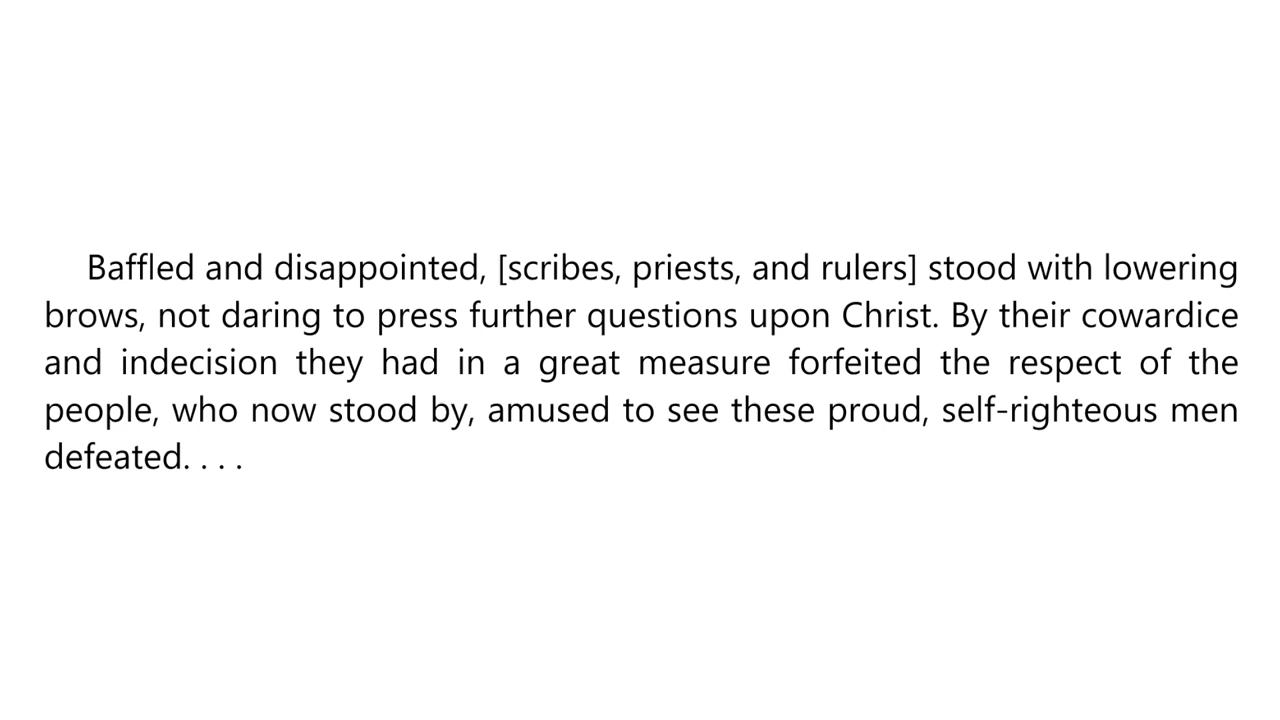 Baffled and disappointed, [scribes, priests, and rulers] stood with lowering
brows, not daring to press further questions upon Christ. By their cowardice
and indecision they had in a great measure forfeited the respect of the
people, who now stood by, amused to see these proud, self-righteous men
defeated. . . .